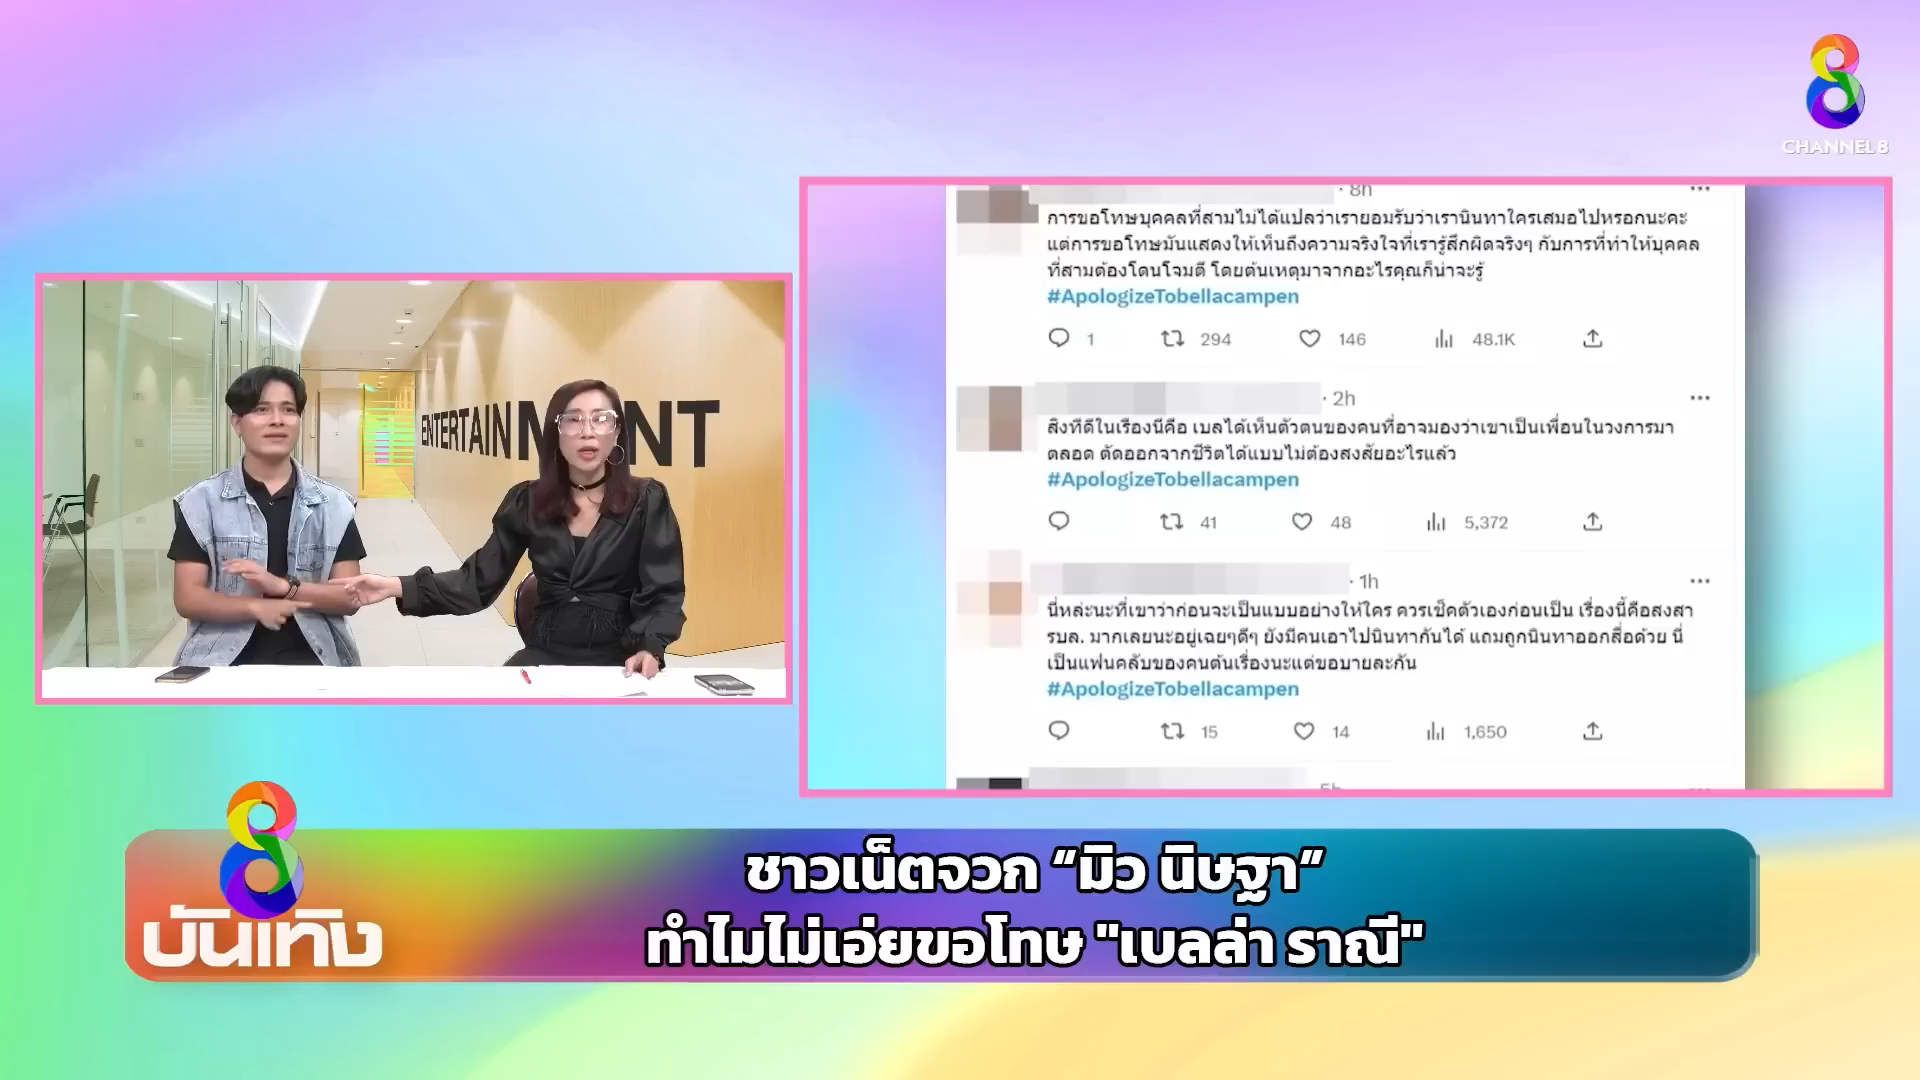 CHANNEL 8
· 8h
การขอโทษบุคคลที่สามไม่ได้แปลว่าเรายอมรับว่าเรานินทาใครเสมอไปหรอกนะคะ
แต่การขอโทษมันแสดงให้เห็นถึงความจริงใจที่เรารู้สึกผิดจริงๆ กับการที่ทำให้บุคคล
ที่สามต้องโดนโจมตี โดยต้นเหตุมาจากอะไรคุณก็น่าจะรู้
#ApologizeTobellacampen
1 294 146 48.1K
· 2h
สิ่งที่ดีในเรื่องนี้คือ เบลได้เห็นตัวตนของคนที่อาจมองว่าเขาเป็นเพื่อนในวงการมา
ตลอด ตัดออกจากชีวิตได้แบบไม่ต้องสงสัยอะไรแล้ว
#ApologizeTobellacampen
41 48 5,372
· 1h
นี่หล่ะนะที่เขาว่าก่อนจะเป็นแบบอย่างให้ใคร ควรเช็คตัวเองก่อนเป็น เรื่องนี้คือสงสา
รบล. มากเลยนะอยู่เฉยๆดีๆ ยังมีคนเอาไปนินทากันได้ แถมถูกนินทาออกสื่อด้วย นี่
เป็นแฟนคลับของคนต้นเรื่องนะแต่ขอบายละกัน
#ApologizeTobellacampen
15 14 1,650
5h
ENTERTAINMENT
8
บันเทิง
ชาวเน็ตจวก “มิว นิษฐา”
ทำไมไม่เอ่ยขอโทษ "เบลล่า ราณี"